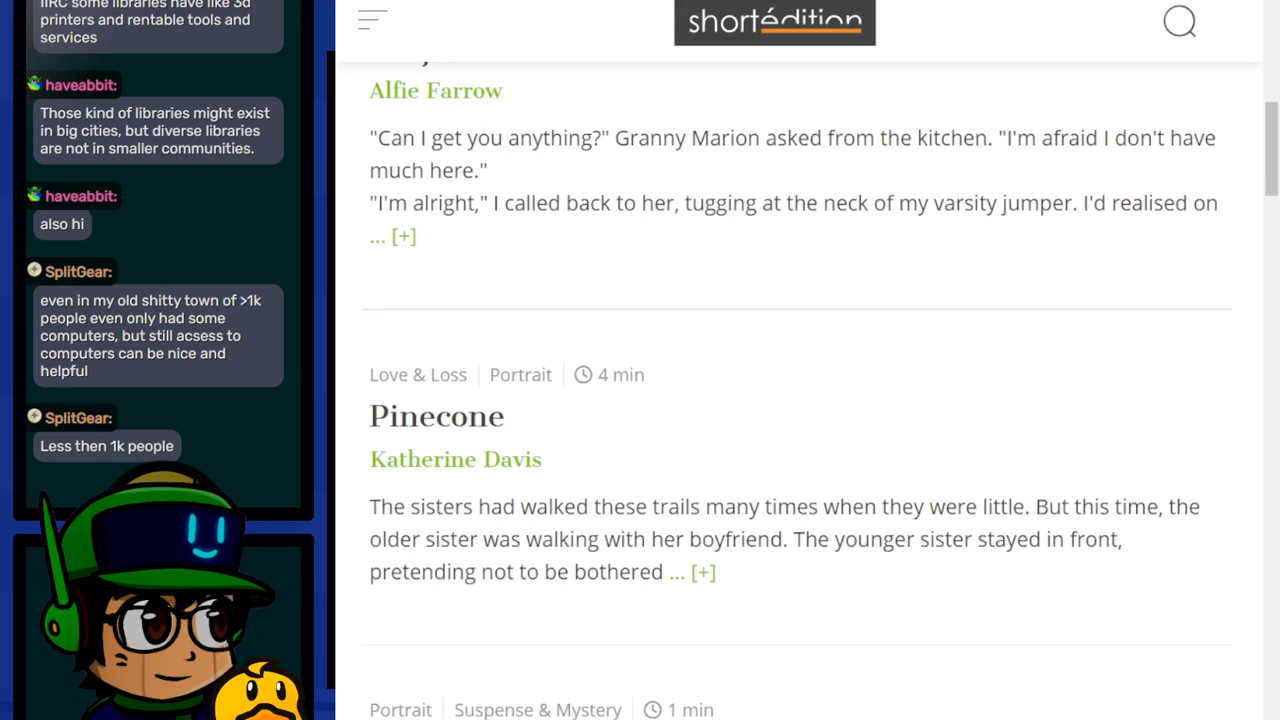 IIRC some libraries have like 3d
printers and rentable tools and
services
haveabbit:
Those kind of libraries might exist
in big cities, but diverse libraries
are not in smaller communities.
haveabbit:
also hi
SplitGear:
even in my old shitty town of >1k
people even only had some
computers, but still acsess to
computers can be nice and
helpful
SplitGear:
Less then 1k people
shortédition
Alfie Farrow
"Can I get you anything?" Granny Marion asked from the kitchen. "I'm afraid I don't have
much here."
"I'm alright," I called back to her, tugging at the neck of my varsity jumper. I'd realised on
... [+]
Love & Loss
Portrait
4 min
Pinecone
Katherine Davis
The sisters had walked these trails many times when they were little. But this time, the
older sister was walking with her boyfriend. The younger sister stayed in front,
pretending not to be bothered ... [+]
Portrait
Suspense & Mystery
1 min